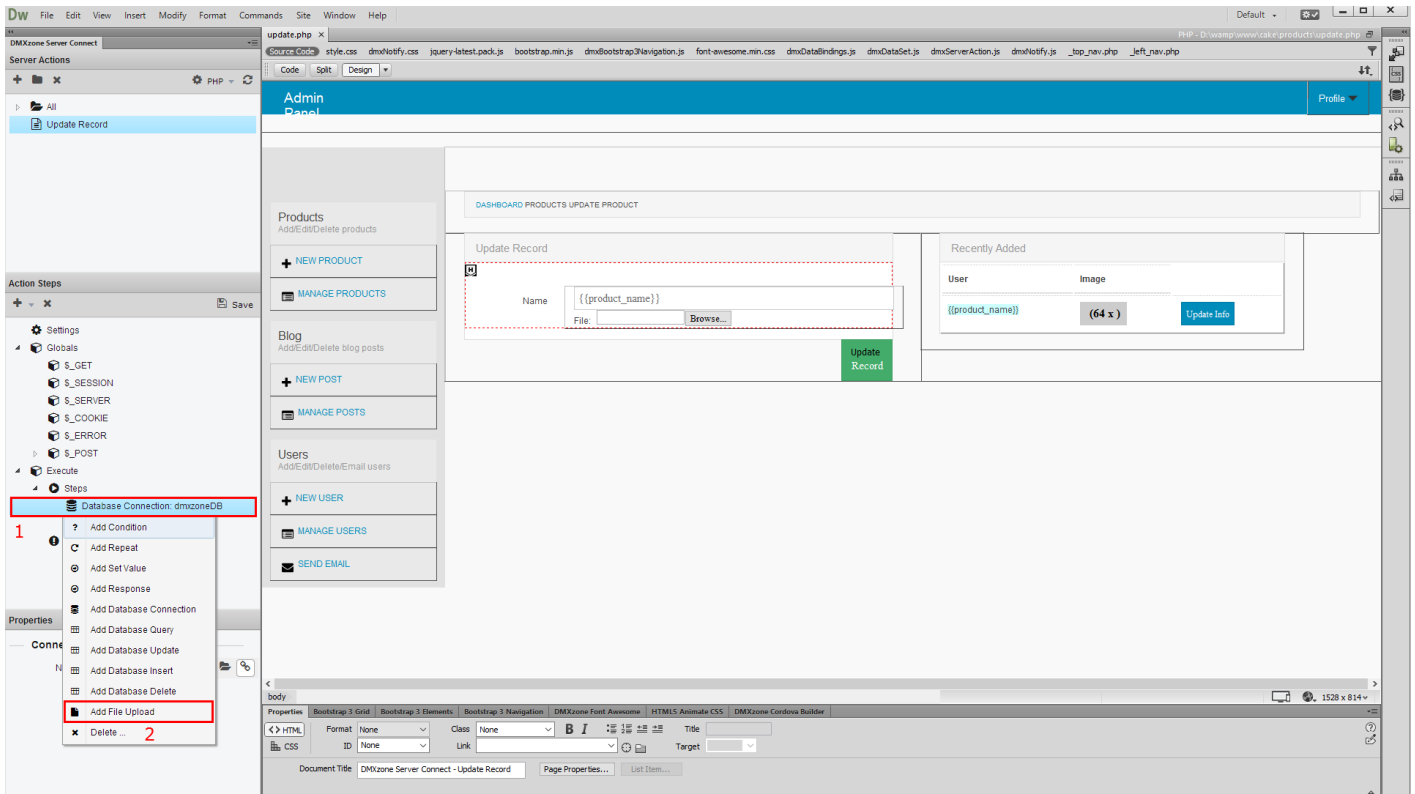 Dw File Edit View Insert Modify Format Commands Site Window Help Default
DMXzone Server Connect
Server Actions
PHP
All
Update Record
Action Steps
Save
Settings
Globals
$_GET
$_SESSION
$_SERVER
$_COOKIE
$_ERROR
$_POST
Execute
Steps
Database Connection: dmxzoneDB
1
? Add Condition
Add Repeat
Add Set Value
Add Response
Add Database Connection
Add Database Query
Add Database Update
Add Database Insert
Add Database Delete
Add File Upload
Delete ...
2
Properties
Conne
N
update.php ×
PHP - D:\wamp\www\cake\products\update.php
Source Code style.css dmxNotify.css jquery-latest.pack.js bootstrap.min.js dmxBootstrap3Navigation.js font-awesome.min.css dmxDataBindings.js dmxDataSet.js dmxServerAction.js dmxNotify.js _top_nav.php _left_nav.php
Code Split Design
Admin
Panel
Profile
Products
Add/Edit/Delete products
NEW PRODUCT
MANAGE PRODUCTS
Blog
Add/Edit/Delete blog posts
NEW POST
MANAGE POSTS
Users
Add/Edit/Delete/Email users
NEW USER
MANAGE USERS
SEND EMAIL
DASHBOARD PRODUCTS UPDATE PRODUCT
Update Record
Name {{product_name}}
File: Browse...
Update
Record
Recently Added
User Image
{{product_name}} (64 x ) Update Info
body 1528 x 814
Properties Bootstrap 3 Grid Bootstrap 3 Elements Bootstrap 3 Navigation DMXzone Font Awesome HTML5 Animate CSS DMXzone Cordova Builder
<> HTML Format None Class None B I Title
CSS ID None Link Target
Document Title DMXzone Server Connect - Update Record Page Properties... List Item...